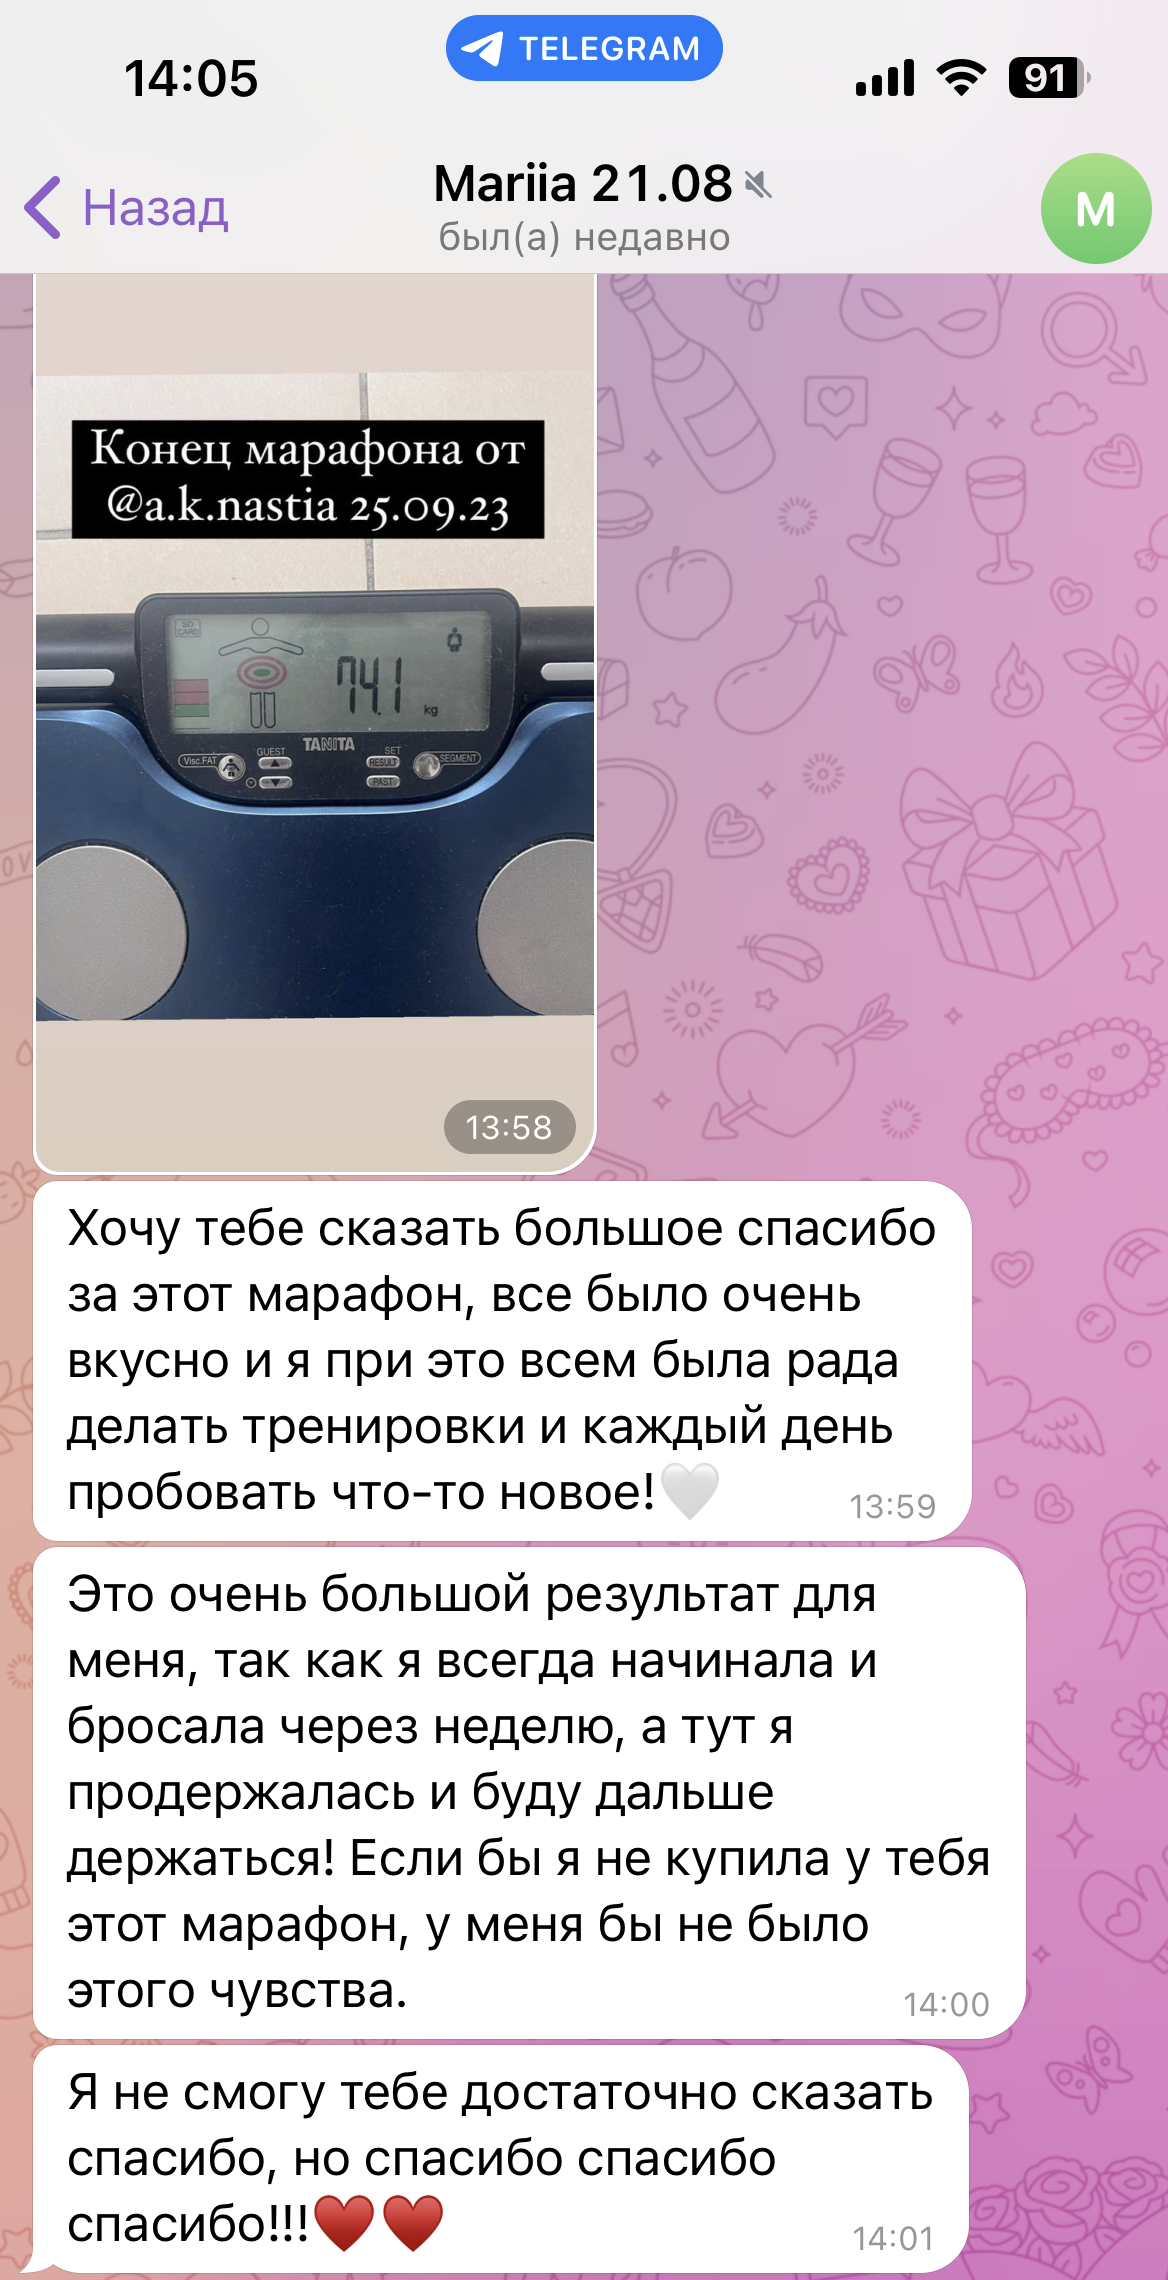 14:05
TELEGRAM
91
Назад
Mariia 21.08
был(а) недавно
M
Конец марафона от
@a.k.nastia 25.09.23
SD
CARD
74.1
kg
TANITA
Visc.FAT
GUEST
SET
RESULT
SEGMENT
PAST
13:58
Хочу тебе сказать большое спасибо
за этот марафон, все было очень
вкусно и я при это всем была рада
делать тренировки и каждый день
пробовать что-то новое!🤍
13:59
Это очень большой результат для
меня, так как я всегда начинала и
бросала через неделю, а тут я
продержалась и буду дальше
держаться! Если бы я не купила у тебя
этот марафон, у меня бы не было
этого чувства.
14:00
Я не смогу тебе достаточно сказать
спасибо, но спасибо спасибо
спасибо!!!♥️♥️
14:01